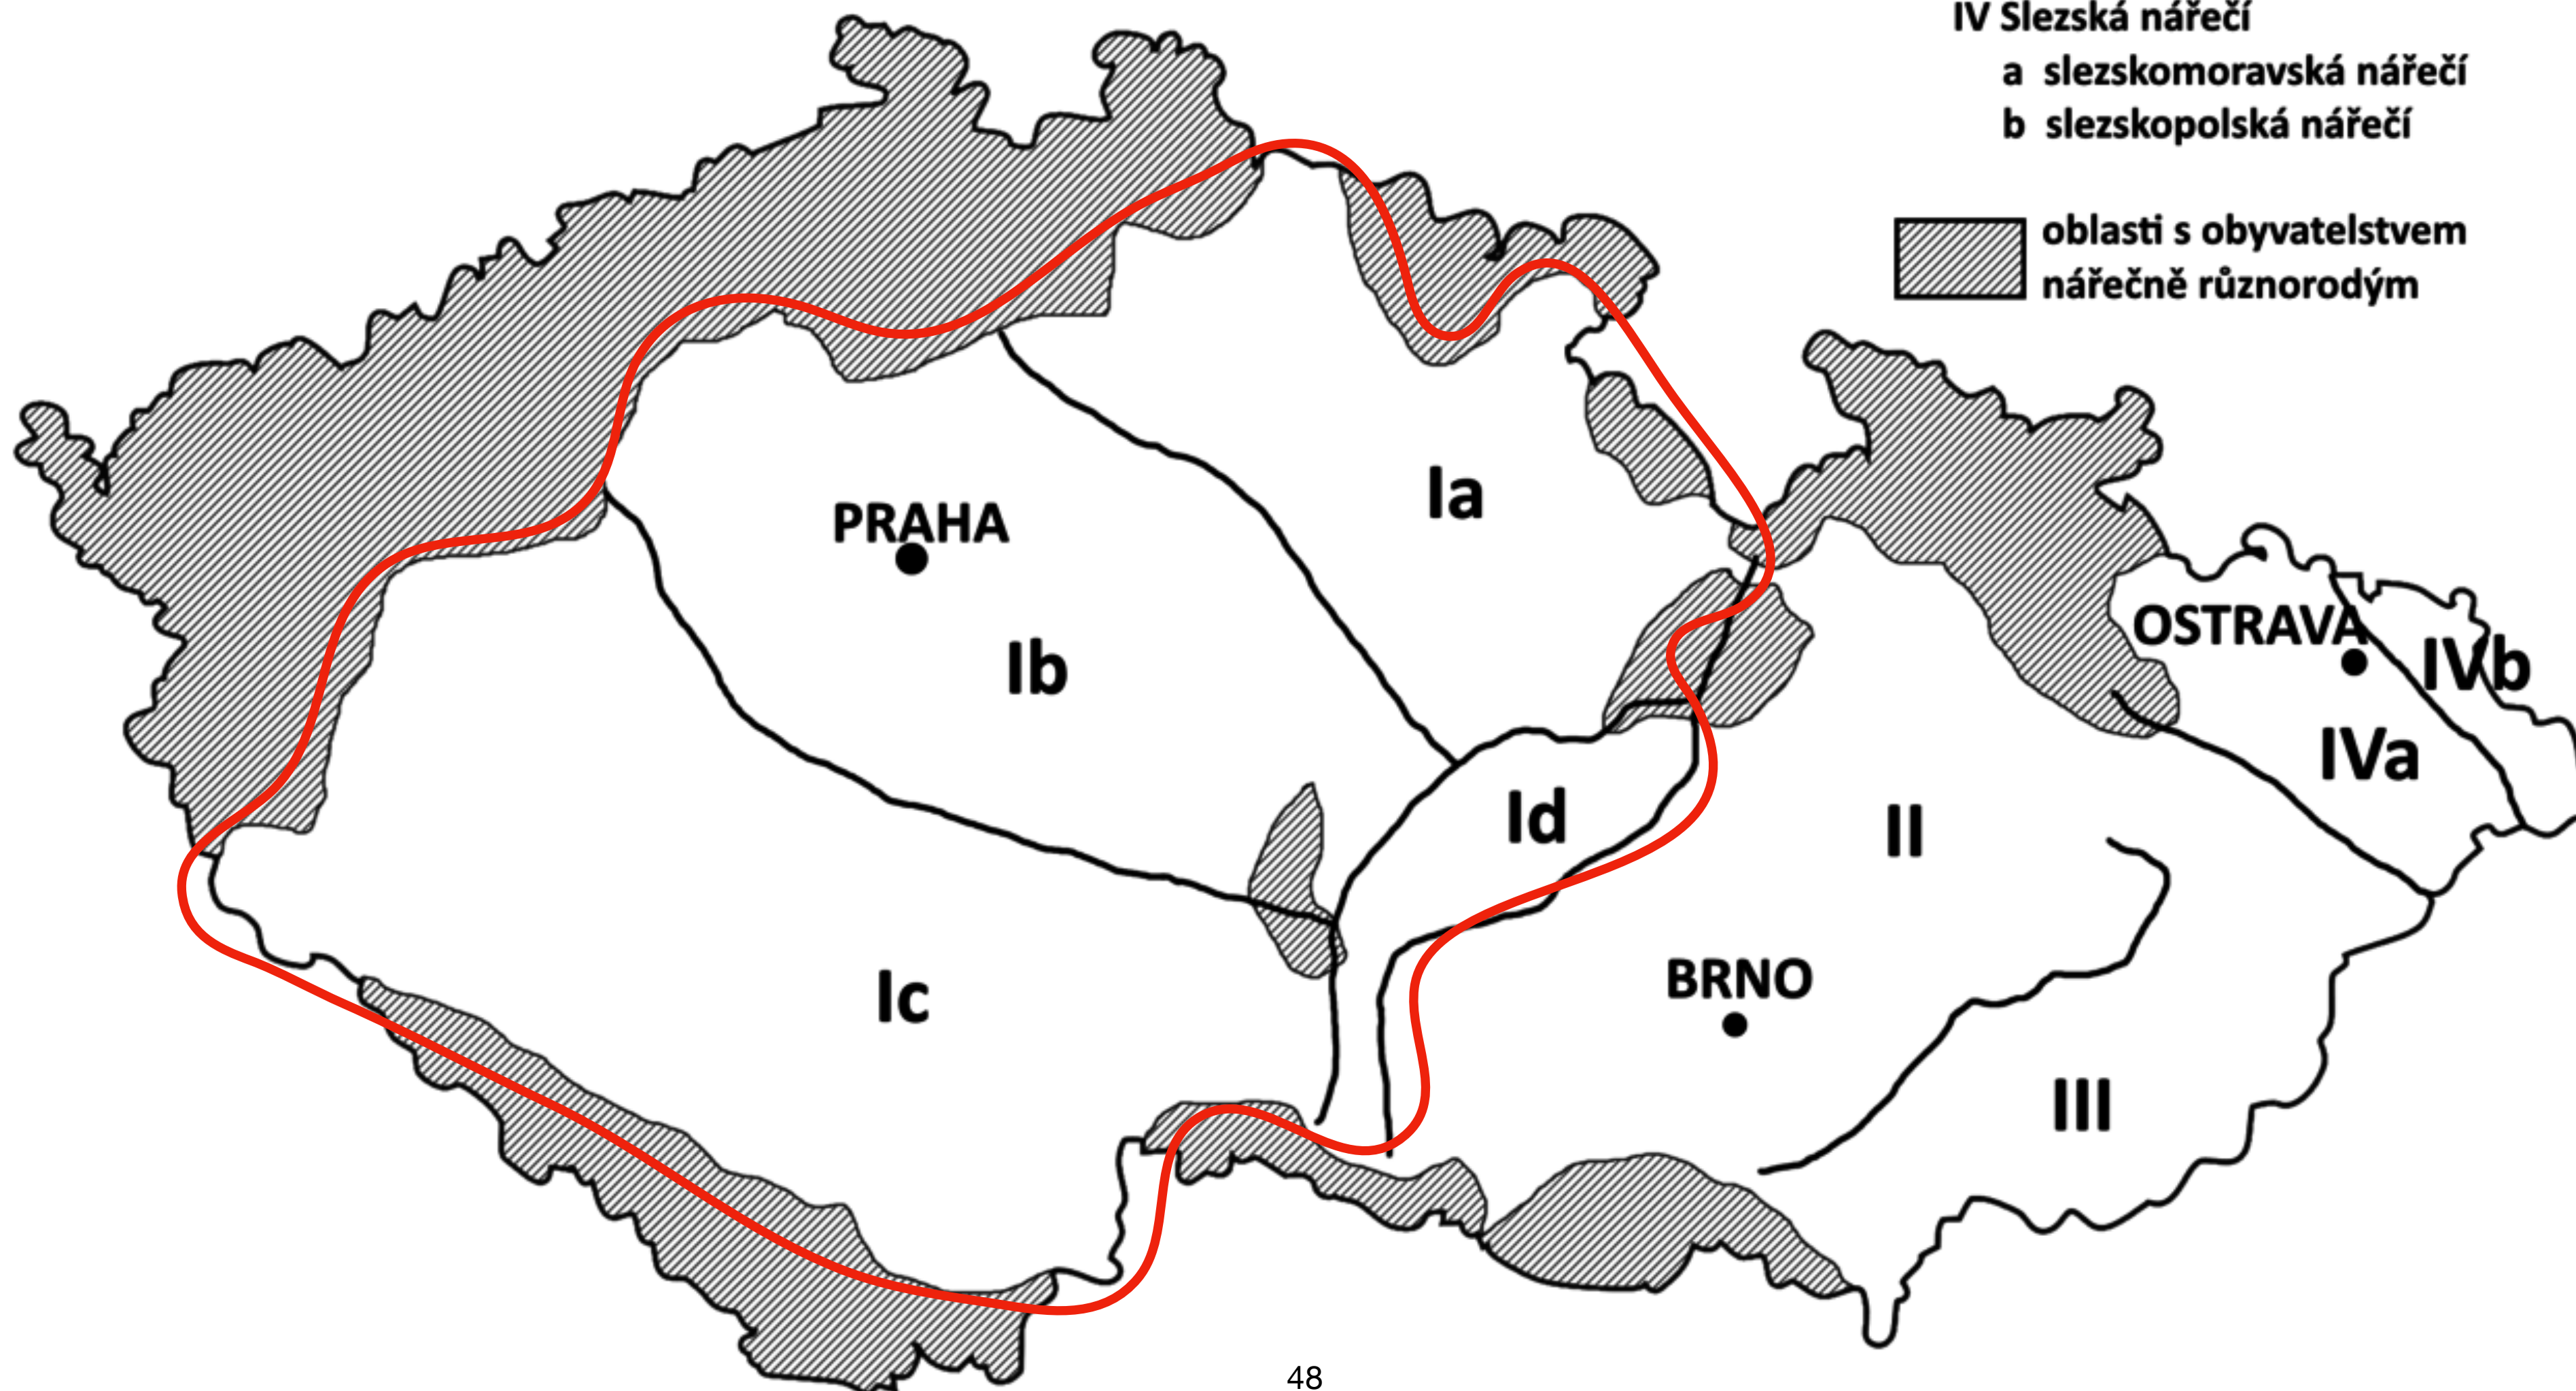 IV Slezská nářečí
a slezskomoravská nářečí
b slezskopolská nářečí
oblasti s obyvatelstvem
nářečně různorodým
Ia
PRAHA
OSTRAVA
Ib
IVb
IVa
Id
II
BRNO
Ic
III
48